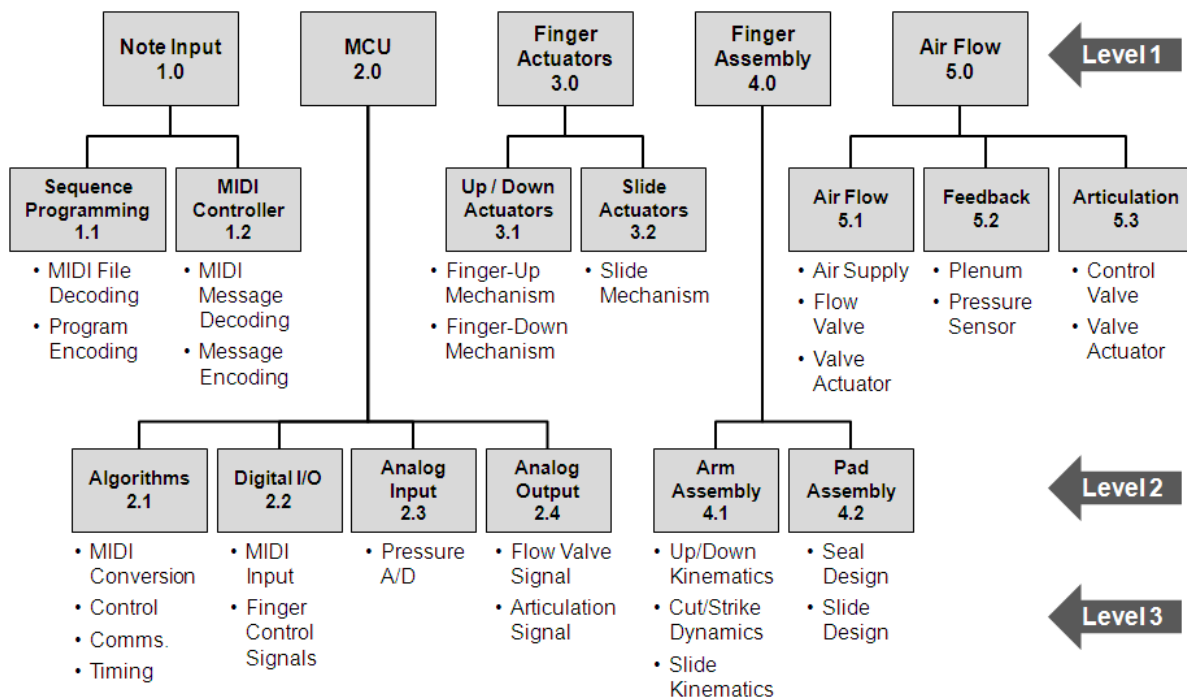 Note Input
1.0
MCU
2.0
Finger
Actuators
3.0
Finger
Assembly
4.0
Air Flow
5.0
Level 1
Sequence
Programming
1.1
MIDI
Controller
1.2
Up / Down
Actuators
3.1
Slide
Actuators
3.2
Air Flow
5.1
Feedback
5.2
Articulation
5.3
• MIDI File
Decoding
• Program
Encoding
• MIDI
Message
Decoding
• Message
Encoding
• Finger-Up
Mechanism
• Finger-Down
Mechanism
• Slide
Mechanism
• Air Supply
• Flow
Valve
• Valve
Actuator
• Plenum
• Pressure
Sensor
• Control
Valve
• Valve
Actuator
Algorithms
2.1
Digital I/O
2.2
Analog
Input
2.3
Analog
Output
2.4
Arm
Assembly
4.1
Pad
Assembly
4.2
Level 2
• MIDI
Conversion
• Control
• Comms.
• Timing
• MIDI
Input
• Finger
Control
Signals
• Pressure
A/D
• Flow Valve
Signal
• Articulation
Signal
• Up/Down
Kinematics
• Cut/Strike
Dynamics
• Slide
Kinematics
• Seal
Design
• Slide
Design
Level 3